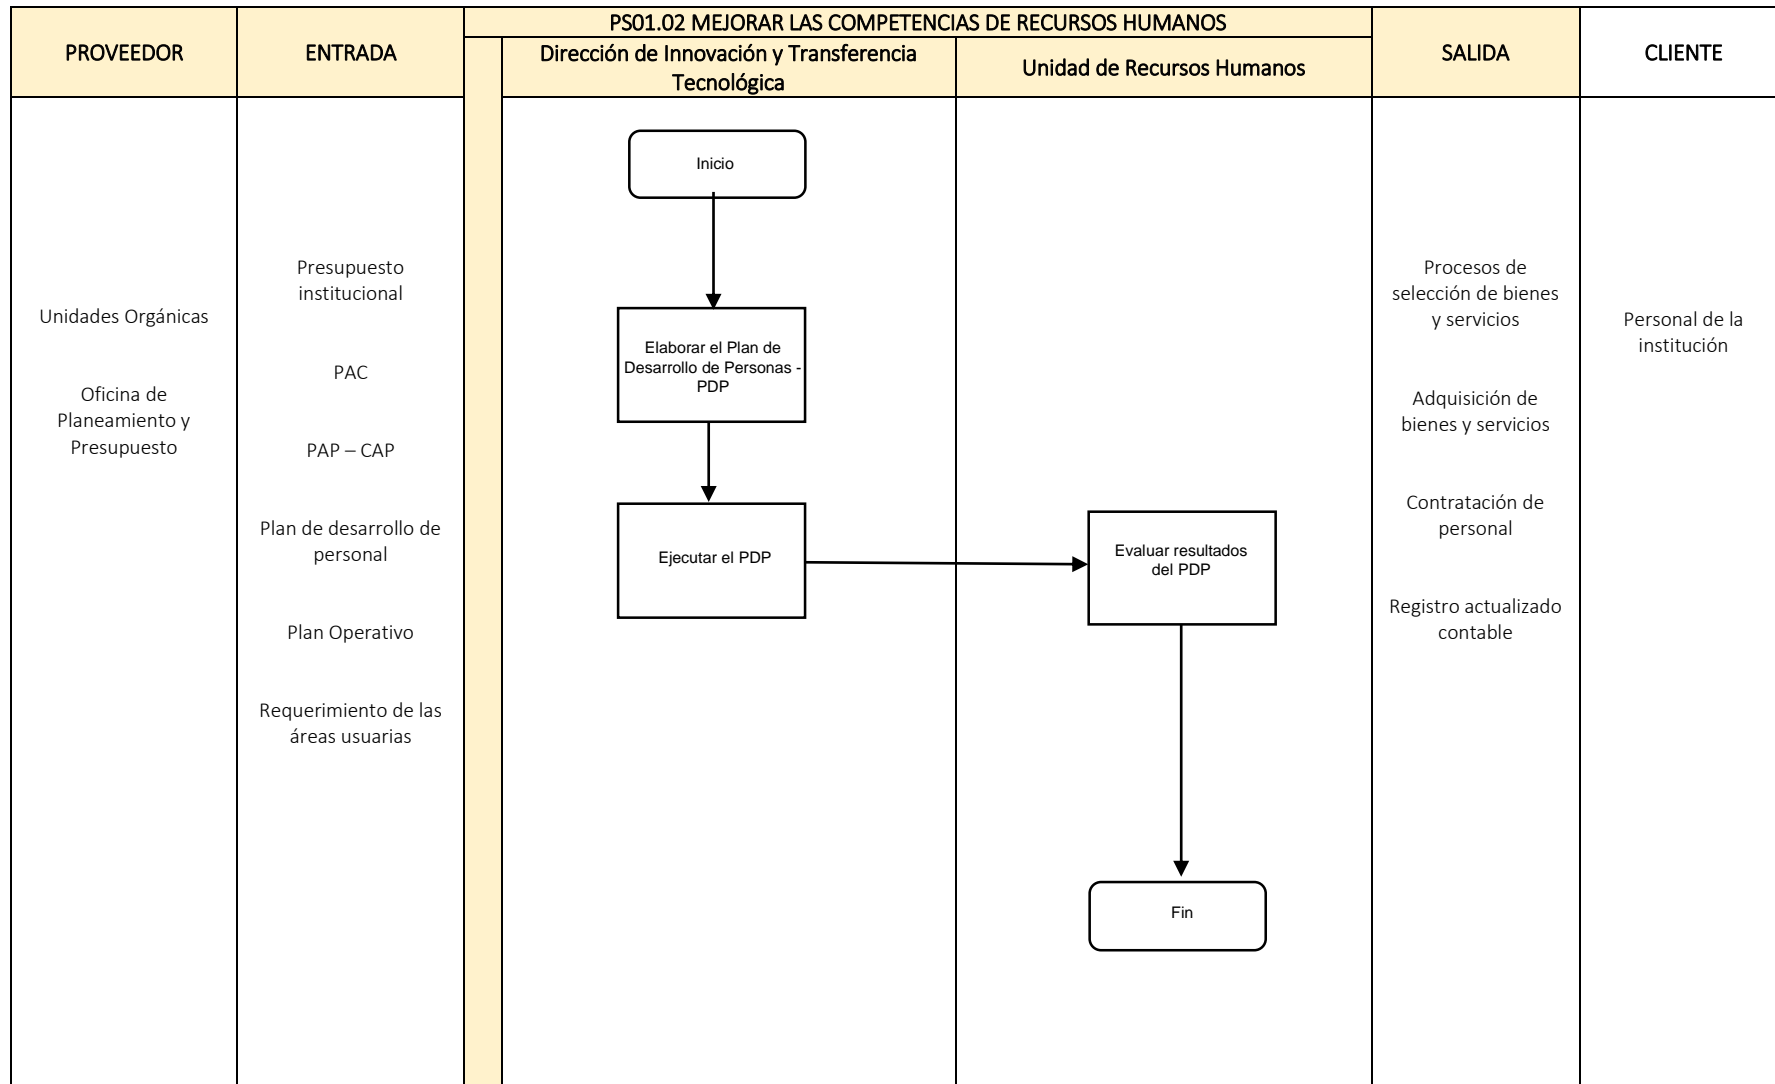 PS01.02 MEJORAR LAS COMPETENCIAS DE RECURSOS HUMANOS
PROVEEDOR
ENTRADA
Dirección de Innovación y Transferencia
Tecnológica
Unidad de Recursos Humanos
SALIDA
CLIENTE
Unidades Orgánicas
Oficina de
Planeamiento y
Presupuesto
Presupuesto
institucional
PAC
PAP – CAP
Plan de desarrollo de
personal
Plan Operativo
Requerimiento de las
áreas usuarias
Inicio
Elaborar el Plan de
Desarrollo de Personas -
PDP
Ejecutar el PDP
Evaluar resultados
del PDP
Fin
Procesos de
selección de bienes
y servicios
Adquisición de
bienes y servicios
Contratación de
personal
Registro actualizado
contable
Personal de la
institución